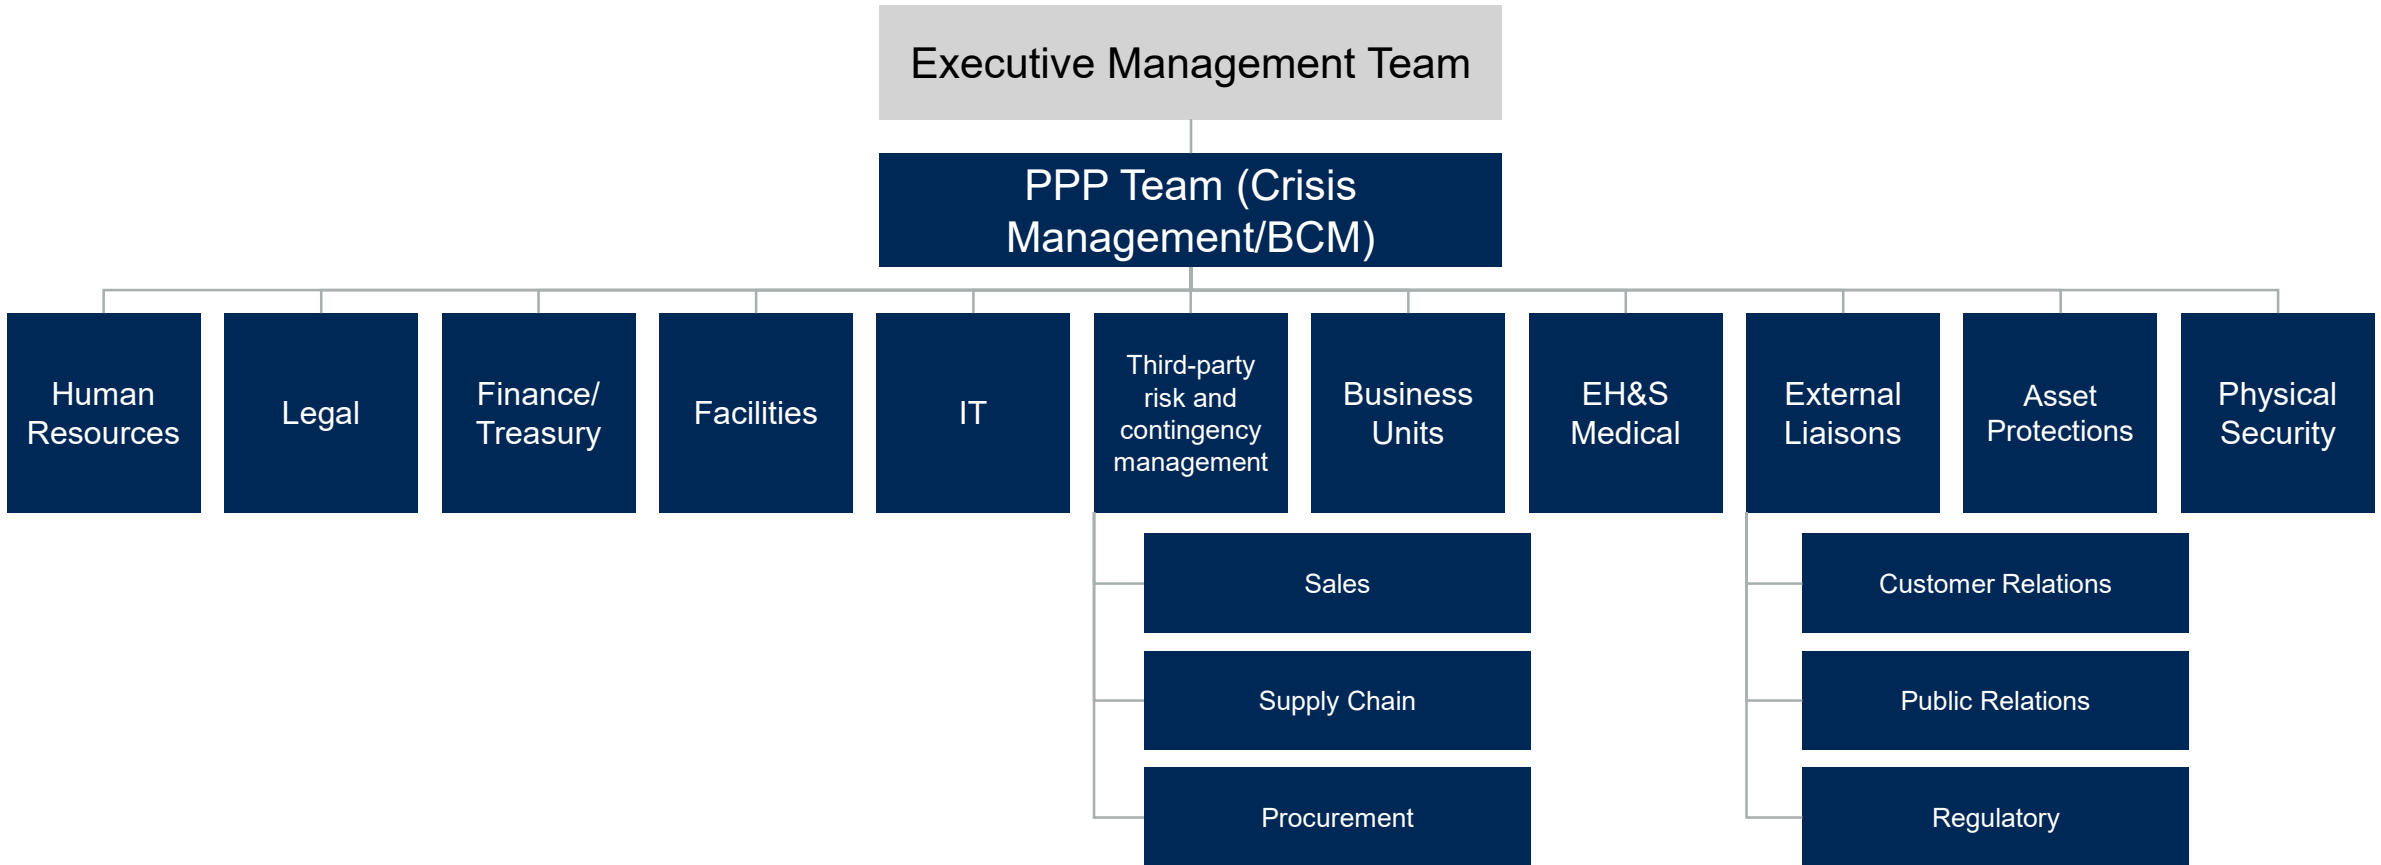 Executive Management Team
PPP Team (Crisis
Management/BCM)
Human
Resources
Legal
Finance/
Treasury
Facilities
IT
Third-party
risk and
contingency
management
Business
Units
EH&S
Medical
External
Liaisons
Asset
Protections
Physical
Security
Sales
Supply Chain
Procurement
Customer Relations
Public Relations
Regulatory